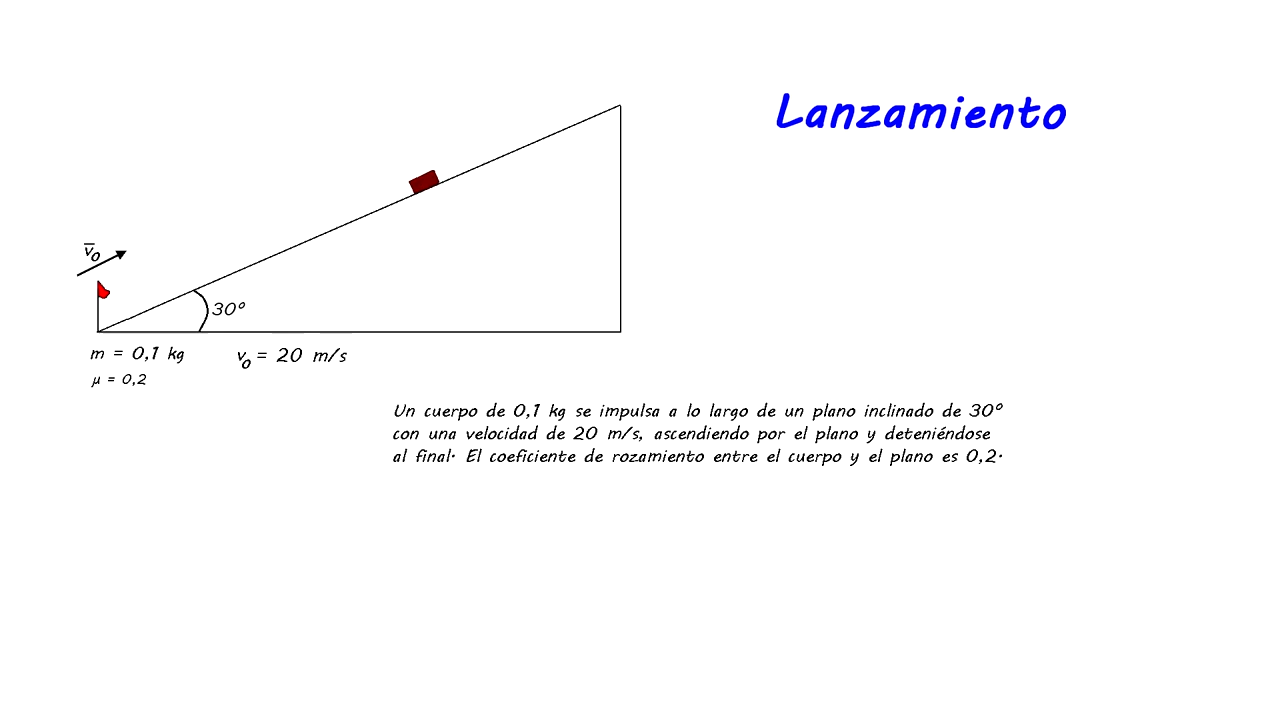 Lanzamiento
v̅₀
30º
m = 0,1 kg
v₀ = 20 m/s
μ = 0,2
Un cuerpo de 0,1 kg se impulsa a lo largo de un plano inclinado de 30º
con una velocidad de 20 m/s, ascendiendo por el plano y deteniéndose
al final. El coeficiente de rozamiento entre el cuerpo y el plano es 0,2.